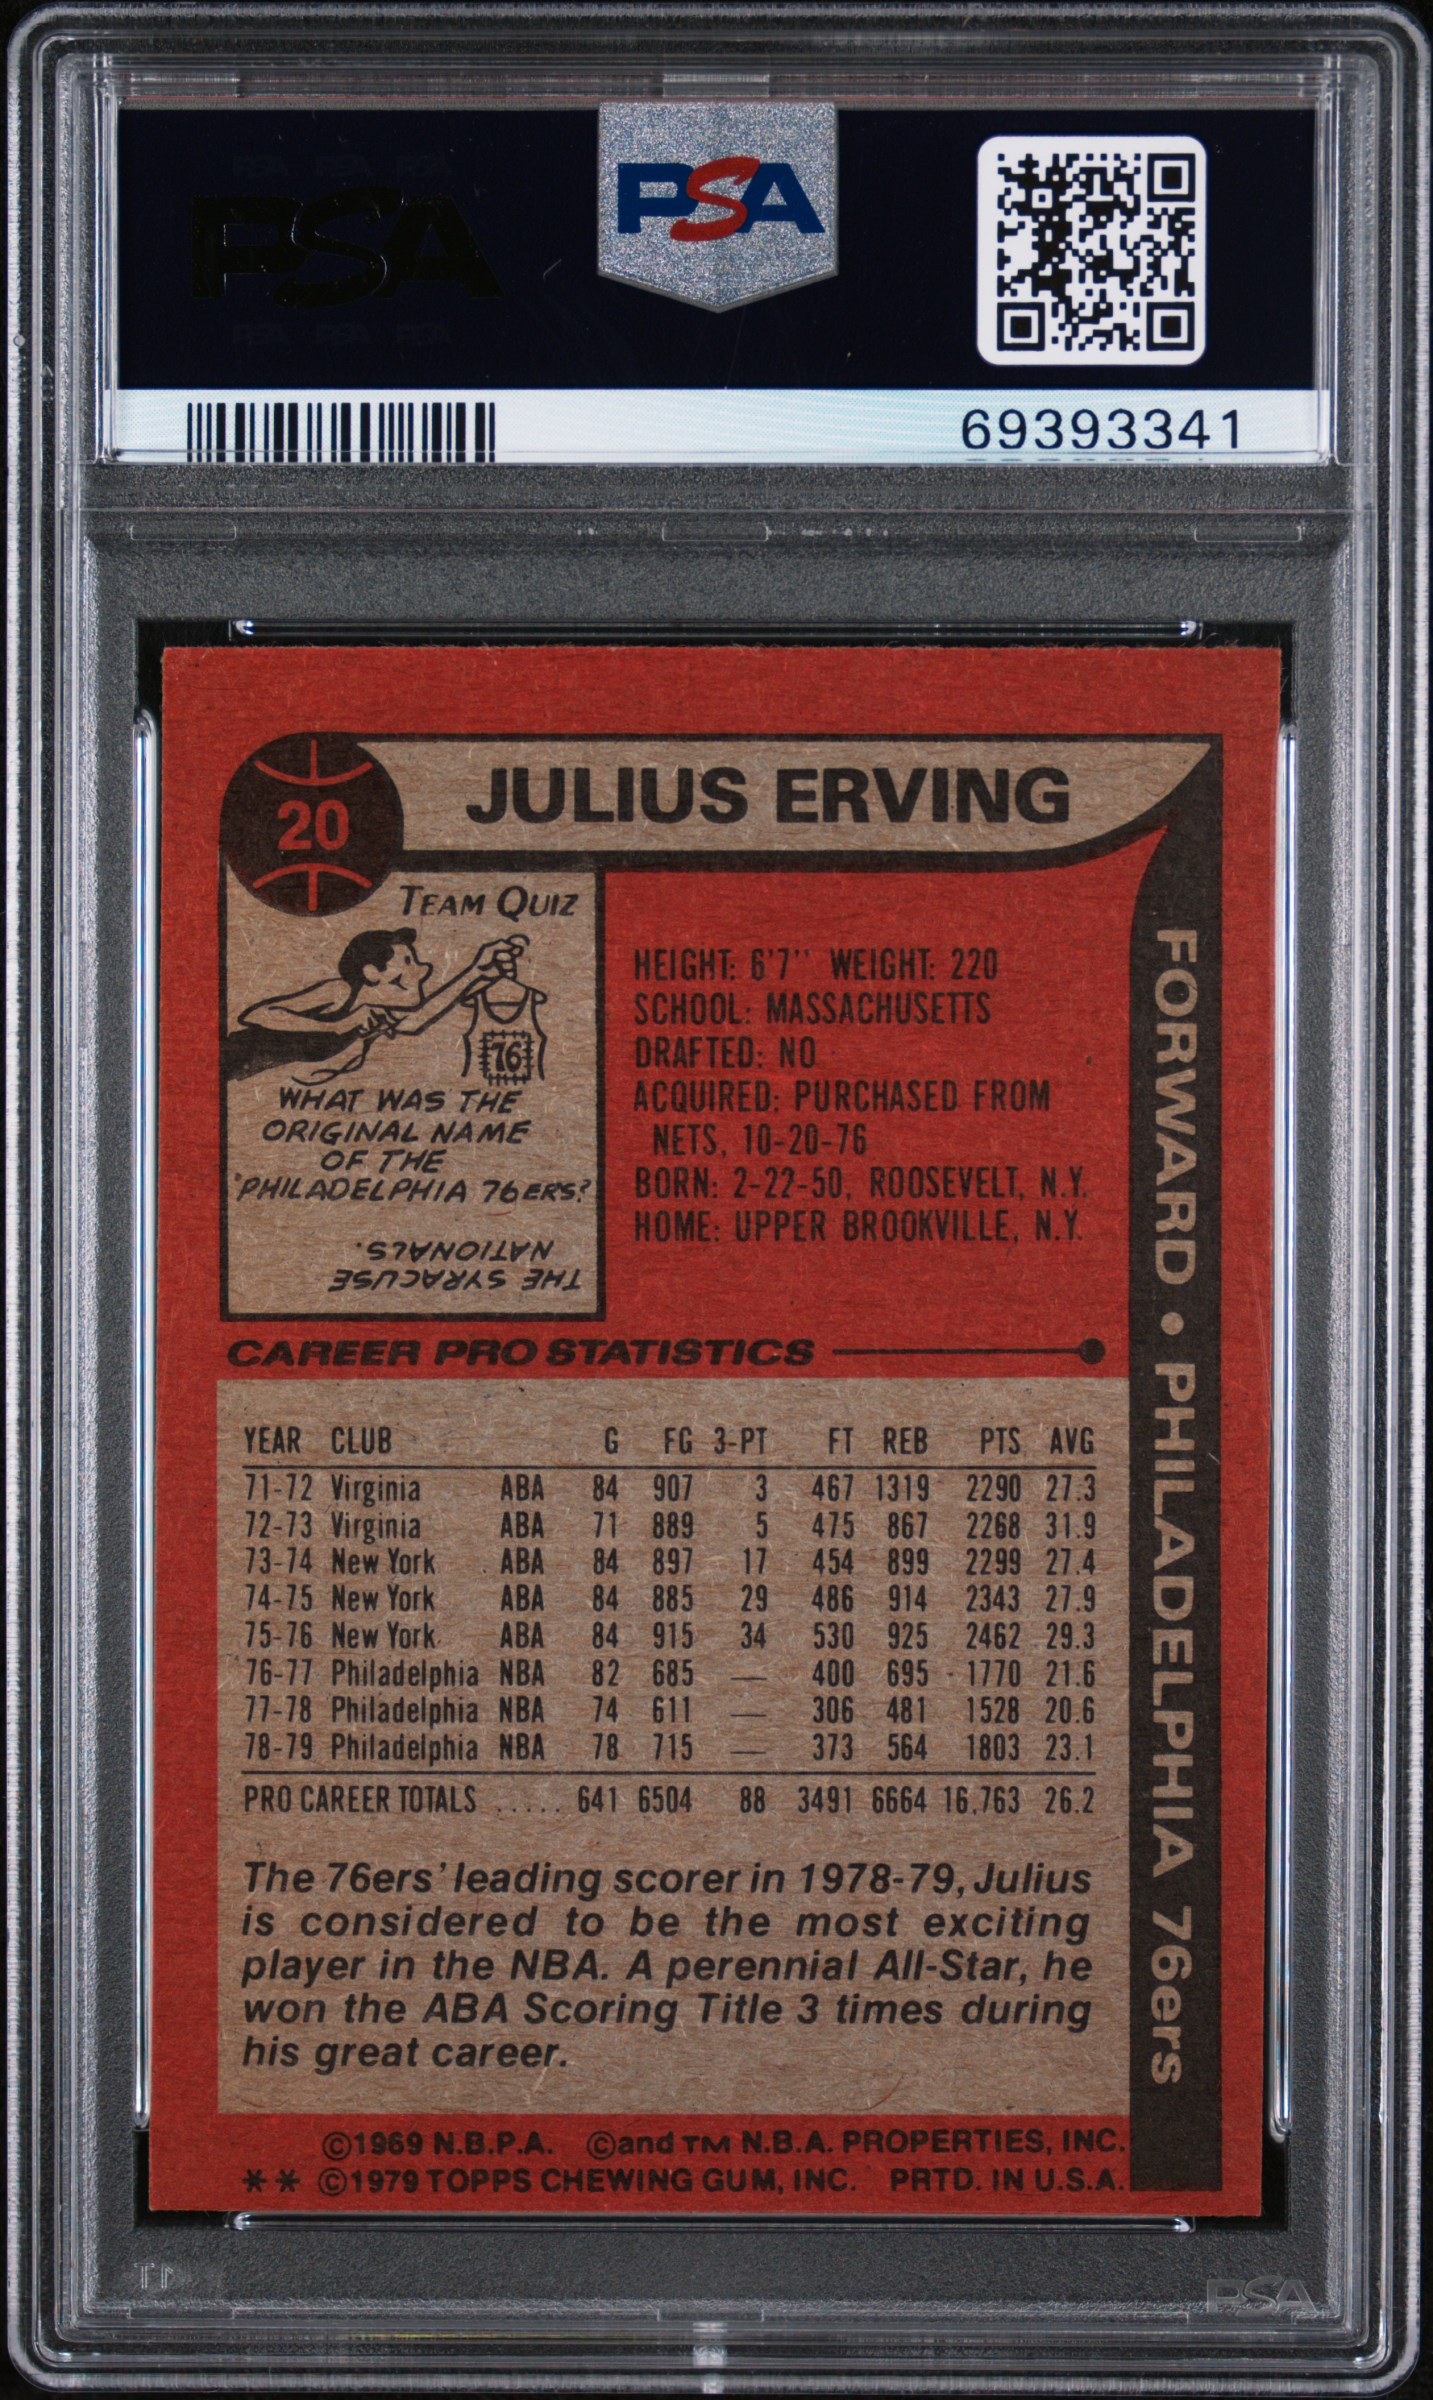 PSA
PSA
69393341
20
JULIUS ERVING
TEAM QUIZ
76
WHAT WAS THE
ORIGINAL NAME
OF THE
PHILADELPHIA 76ERS?
THE SYRACUSE
NATIONALS.
HEIGHT: 6'7" WEIGHT: 220
SCHOOL: MASSACHUSETTS
DRAFTED: NO
ACQUIRED: PURCHASED FROM
NETS, 10-20-76
BORN: 2-22-50, ROOSEVELT, N.Y.
HOME: UPPER BROOKVILLE, N.Y.
FORWARD • PHILADELPHIA 76ers
CAREER PRO STATISTICS
YEAR CLUB G FG 3-PT FT REB PTS AVG
71-72 Virginia ABA 84 907 3 467 1319 2290 27.3
72-73 Virginia ABA 71 889 5 475 867 2268 31.9
73-74 New York ABA 84 897 17 454 899 2299 27.4
74-75 New York ABA 84 885 29 486 914 2343 27.9
75-76 New York ABA 84 915 34 530 925 2462 29.3
76-77 Philadelphia NBA 82 685 — 400 695 1770 21.6
77-78 Philadelphia NBA 74 611 — 306 481 1528 20.6
78-79 Philadelphia NBA 78 715 — 373 564 1803 23.1
PRO CAREER TOTALS ..... 641 6504 88 3491 6664 16,763 26.2
The 76ers' leading scorer in 1978-79, Julius
is considered to be the most exciting
player in the NBA. A perennial All-Star, he
won the ABA Scoring Title 3 times during
his great career.
©1969 N.B.P.A. ©and TM N.B.A. PROPERTIES, INC.
** ©1979 TOPPS CHEWING GUM, INC. PRTD. IN U.S.A.
PSA